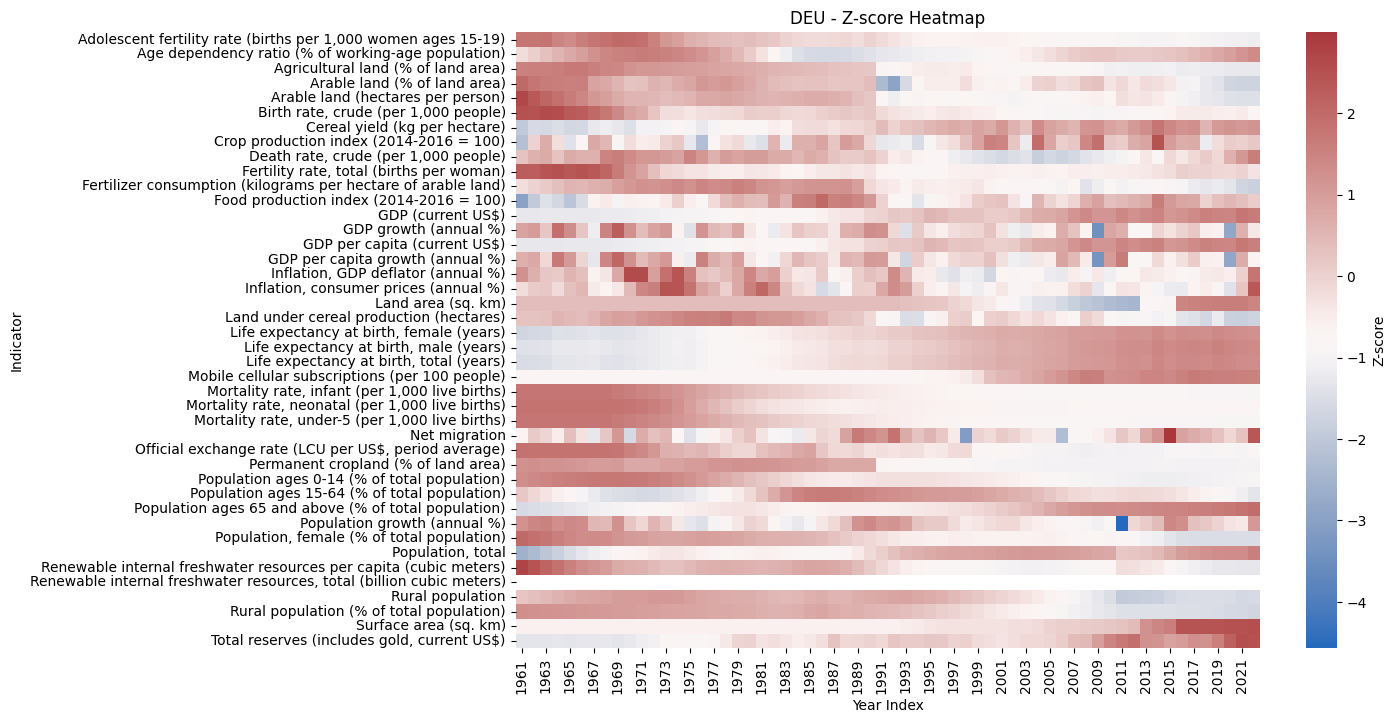 DEU - Z-score Heatmap
Adolescent fertility rate (births per 1,000 women ages 15-19)
Age dependency ratio (% of working-age population)
Agricultural land (% of land area)
Arable land (% of land area)
Arable land (hectares per person)
Birth rate, crude (per 1,000 people)
Cereal yield (kg per hectare)
Crop production index (2014-2016 = 100)
Death rate, crude (per 1,000 people)
Fertility rate, total (births per woman)
Fertilizer consumption (kilograms per hectare of arable land)
Food production index (2014-2016 = 100)
GDP (current US$)
GDP growth (annual %)
GDP per capita (current US$)
GDP per capita growth (annual %)
Inflation, GDP deflator (annual %)
Inflation, consumer prices (annual %)
Land area (sq. km)
Land under cereal production (hectares)
Life expectancy at birth, female (years)
Life expectancy at birth, male (years)
Life expectancy at birth, total (years)
Mobile cellular subscriptions (per 100 people)
Mortality rate, infant (per 1,000 live births)
Mortality rate, neonatal (per 1,000 live births)
Mortality rate, under-5 (per 1,000 live births)
Net migration
Official exchange rate (LCU per US$, period average)
Permanent cropland (% of land area)
Population ages 0-14 (% of total population)
Population ages 15-64 (% of total population)
Population ages 65 and above (% of total population)
Population growth (annual %)
Population, female (% of total population)
Population, total
Renewable internal freshwater resources per capita (cubic meters)
Renewable internal freshwater resources, total (billion cubic meters)
Rural population
Rural population (% of total population)
Surface area (sq. km)
Total reserves (includes gold, current US$)
Indicator
1961 1963 1965 1967 1969 1971 1973 1975 1977 1979 1981 1983 1985 1987 1989 1991 1993 1995 1997 1999 2001 2003 2005 2007 2009 2011 2013 2015 2017 2019 2021
Year Index
2
1
0
−1
−2
−3
−4
Z-score